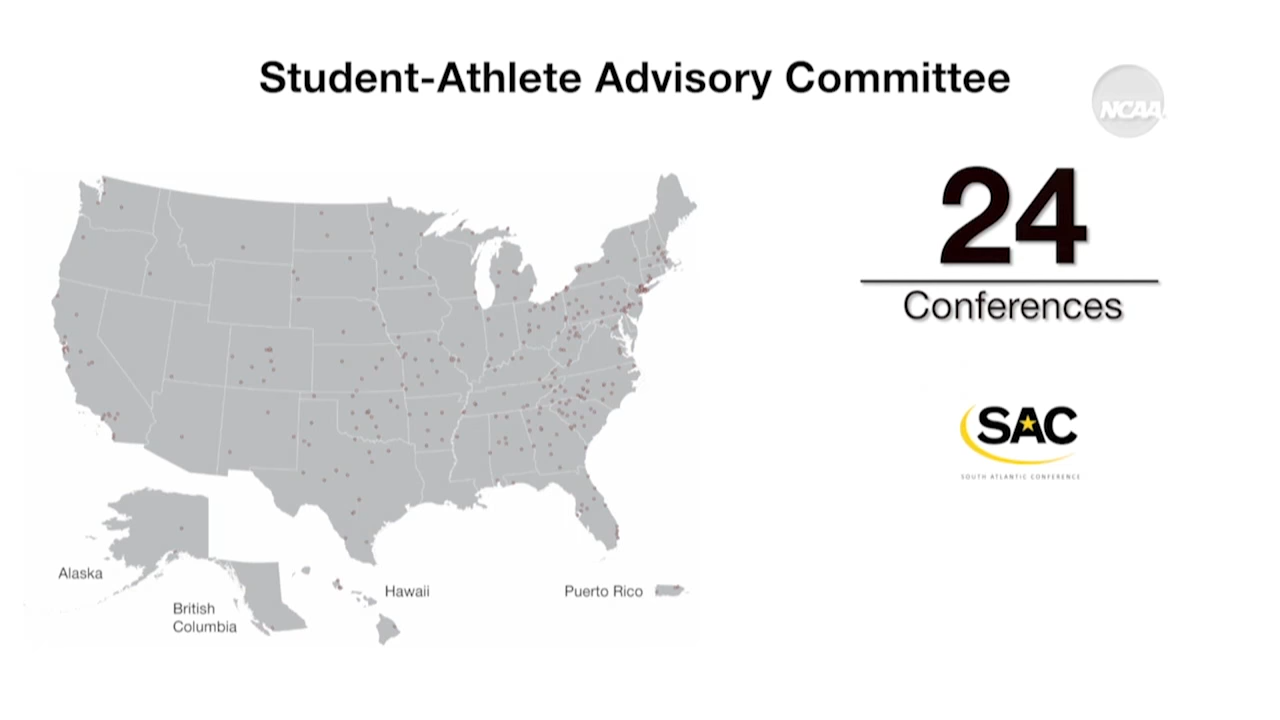 Student-Athlete Advisory Committee
NCAA
24
Conferences
SAC
SOUTH ATLANTIC CONFERENCE
Alaska
British
Columbia
Hawaii
Puerto Rico